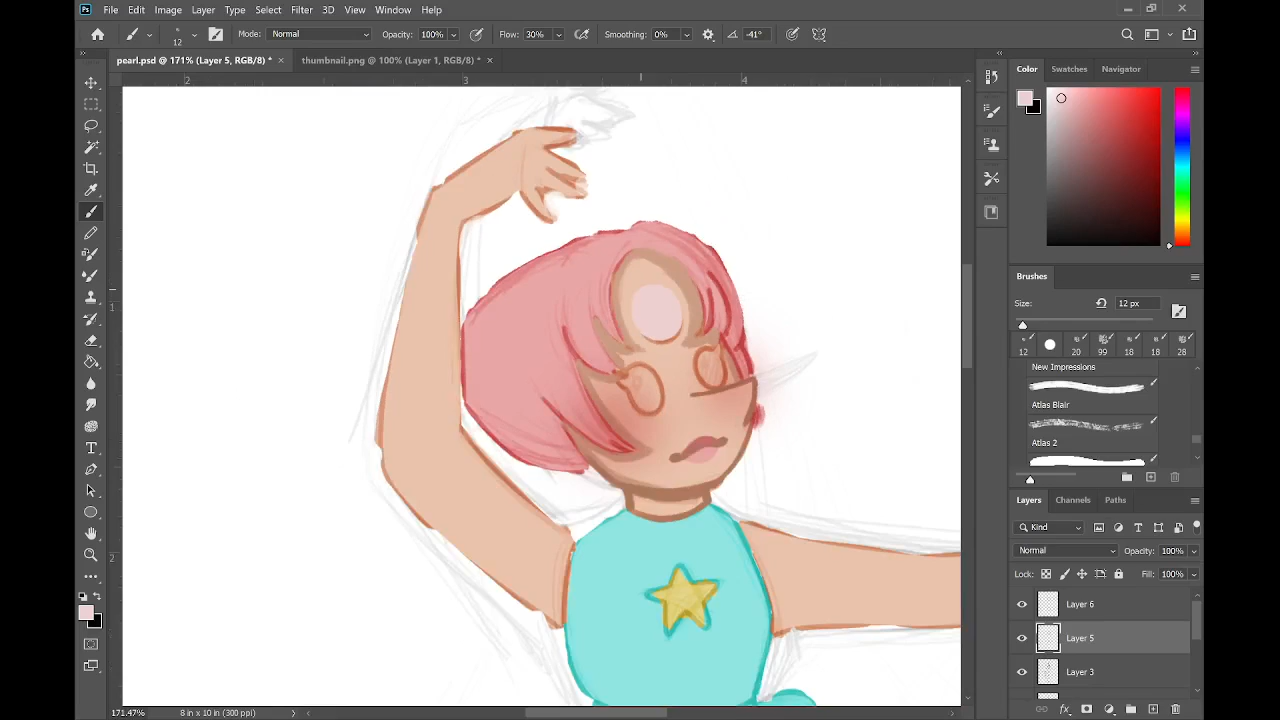 Ps File Edit Image Layer Type Select Filter 3D View Window Help
12 Mode: Normal Opacity: 100% Flow: 30% Smoothing: 0% -41°
pearl.psd @ 171% (Layer 5, RGB/8) * × thumbnail.png @ 100% (Layer 1, RGB/8) * ×
Color Swatches Navigator
2 3 4
1
2
Brushes
Size: 12 px
12 20 99 18 18 28
New Impressions
Atlas Blair
Atlas 2
Layers Channels Paths
Kind
Normal Opacity: 100%
Lock: Fill: 100%
Layer 6
Layer 5
Layer 3
171.47% 8 in x 10 in (300 ppi)